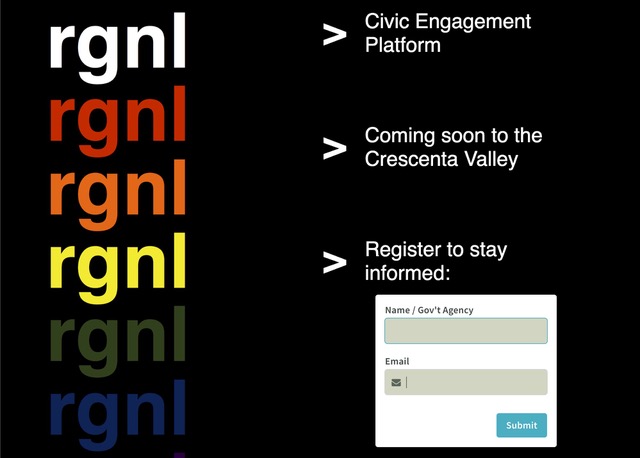 rgnl
rgnl
rgnl
rgnl
rgnl
rgnl
> Civic Engagement
Platform
> Coming soon to the
Crescenta Valley
> Register to stay
informed:
Name / Gov't Agency
Email
Submit